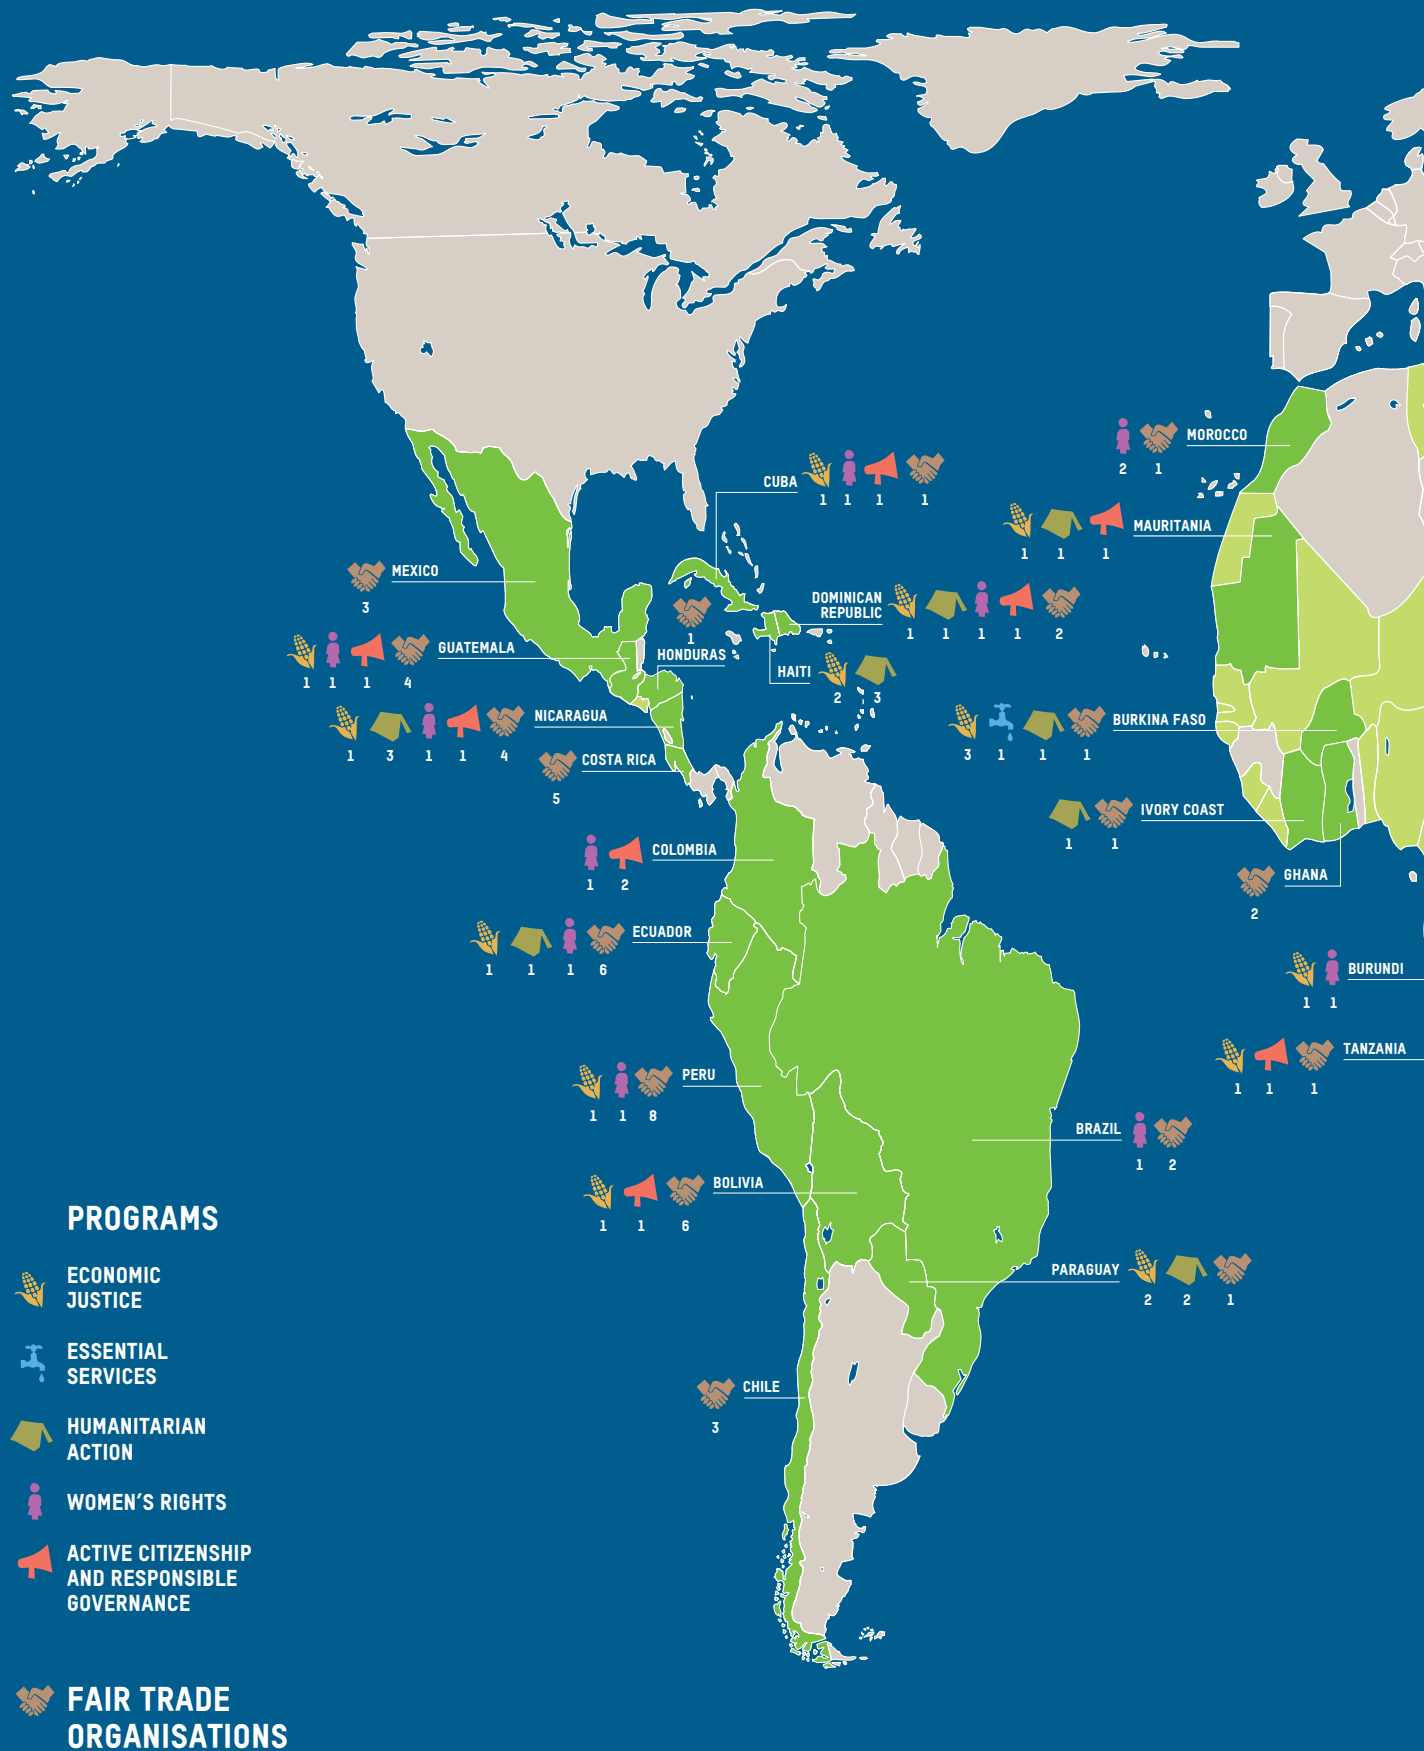 MOROCCO
2 1
CUBA
1 1 1 1
MAURITANIA
1 1 1
MEXICO
3
DOMINICAN
REPUBLIC
1 1 1 1 2
1
HONDURAS
GUATEMALA
1 1 1 4
HAITI
2 3
NICARAGUA
1 3 1 1 4
BURKINA FASO
3 1 1 1
COSTA RICA
5
IVORY COAST
1 1
COLOMBIA
1 2
GHANA
2
ECUADOR
1 1 1 6
BURUNDI
1 1
TANZANIA
1 1 1
PERU
1 1 8
BRAZIL
1 2
BOLIVIA
1 1 6
PARAGUAY
2 2 1
CHILE
3
PROGRAMS
ECONOMIC
JUSTICE
ESSENTIAL
SERVICES
HUMANITARIAN
ACTION
WOMEN'S RIGHTS
ACTIVE CITIZENSHIP
AND RESPONSIBLE
GOVERNANCE
FAIR TRADE
ORGANISATIONS